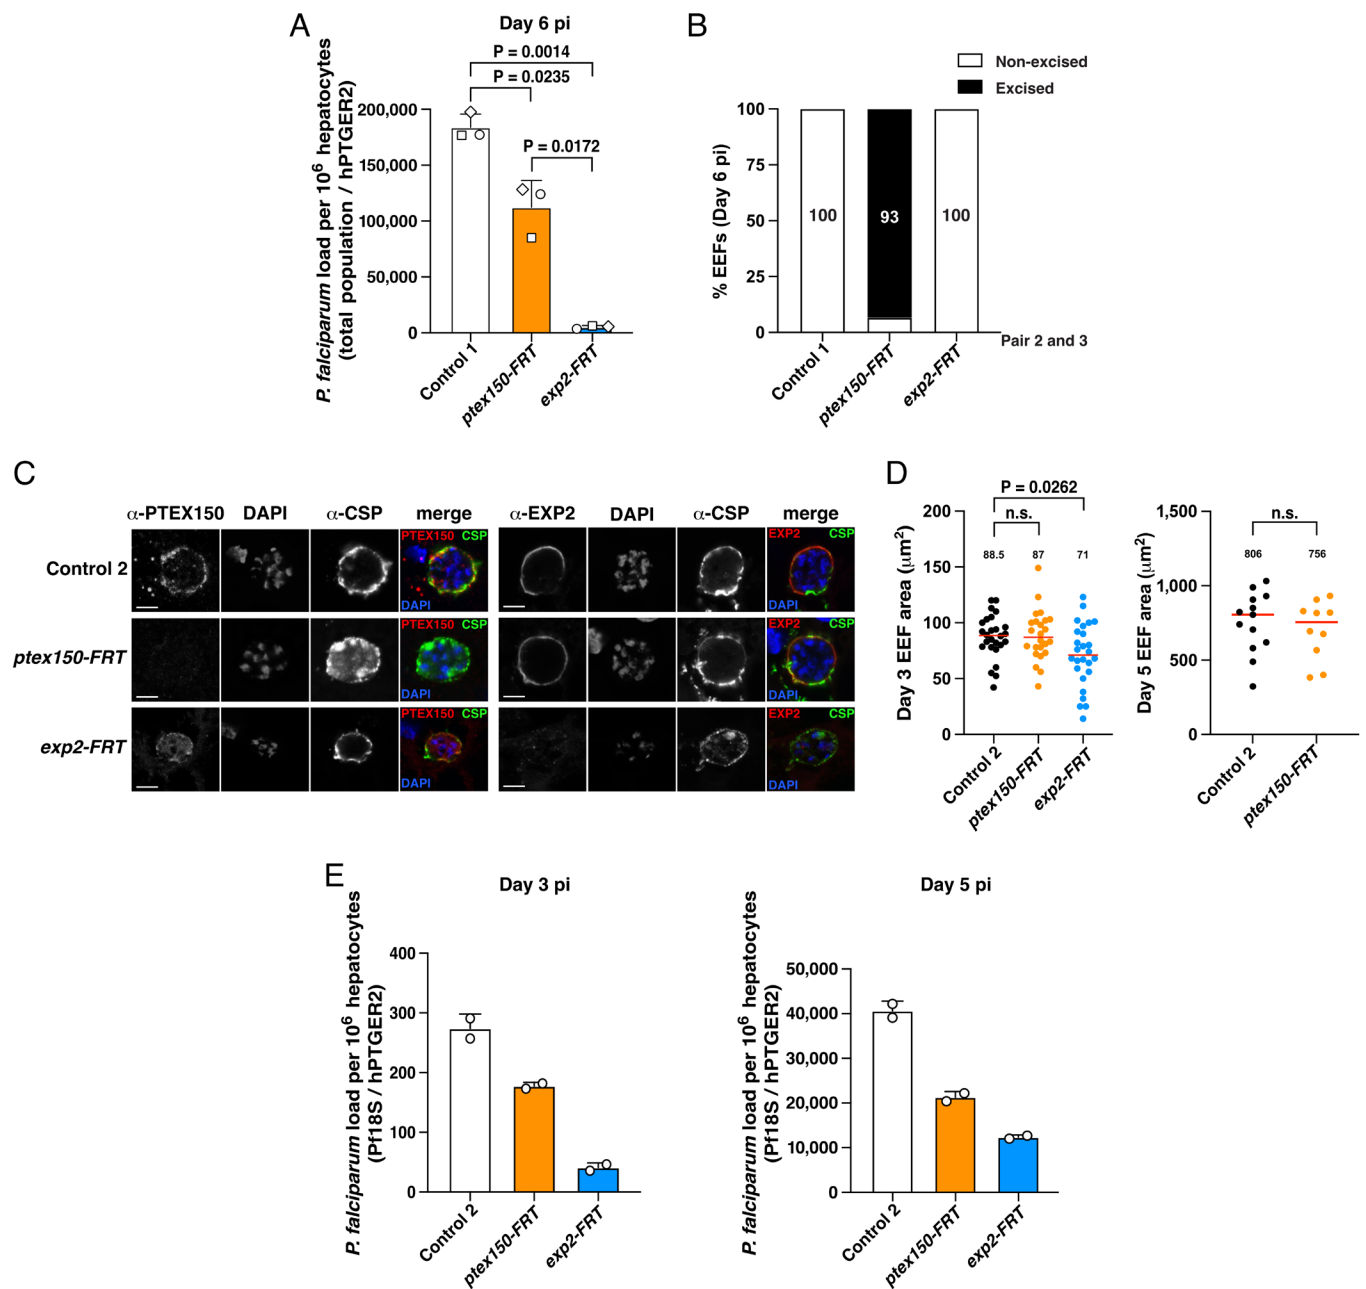 A
Day 6 pi
P = 0.0014
P = 0.0235
P = 0.0172
P. falciparum load per 10⁶ hepatocytes
(total population / hPTGER2)
200,000
150,000
100,000
50,000
0
Control 1
ptex150-FRT
exp2-FRT
B
Non-excised
Excised
% EEFs (Day 6 pi)
100
75
50
25
0
100
93
100
Pair 2 and 3
Control 1
ptex150-FRT
exp2-FRT
C
α-PTEX150 DAPI α-CSP merge α-EXP2 DAPI α-CSP merge
Control 2
PTEX150 CSP
DAPI
EXP2 CSP
DAPI
ptex150-FRT
PTEX150 CSP
DAPI
EXP2 CSP
DAPI
exp2-FRT
PTEX150 CSP
DAPI
EXP2 CSP
DAPI
D
P = 0.0262
n.s.
88.5 87 71
Day 3 EEF area (μm²)
200
150
100
50
0
Control 2
ptex150-FRT
exp2-FRT
n.s.
806 756
Day 5 EEF area (μm²)
1,500
1,000
500
0
Control 2
ptex150-FRT
E
Day 3 pi
P. falciparum load per 10⁶ hepatocytes
(Pf18S / hPTGER2)
400
300
200
100
0
Control 2
ptex150-FRT
exp2-FRT
Day 5 pi
P. falciparum load per 10⁶ hepatocytes
(Pf18S / hPTGER2)
50,000
40,000
30,000
20,000
10,000
0
Control 2
ptex150-FRT
exp2-FRT